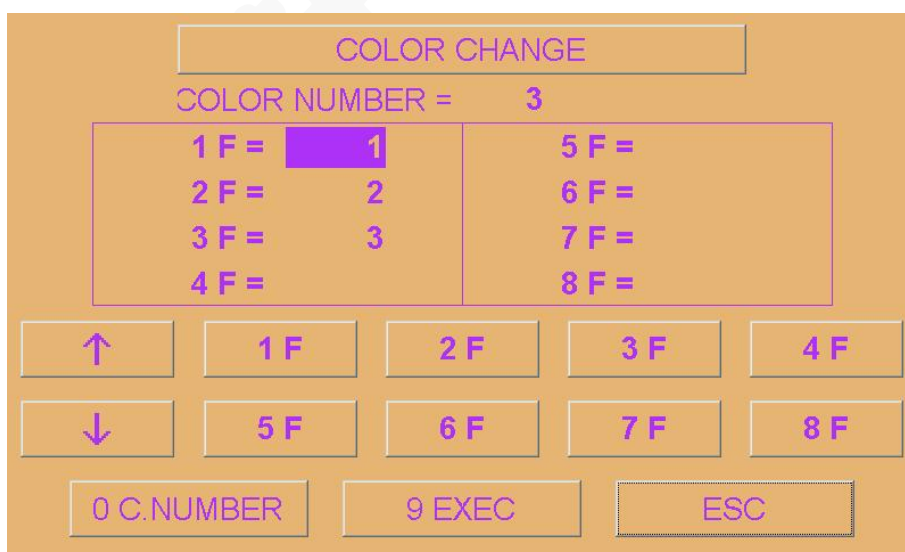 COLOR CHANGE
COLOR NUMBER = 3
1 F = 1 5 F =
2 F = 2 6 F =
3 F = 3 7 F =
4 F = 8 F =
↑ 1 F 2 F 3 F 4 F
↓ 5 F 6 F 7 F 8 F
0 C.NUMBER 9 EXEC ESC